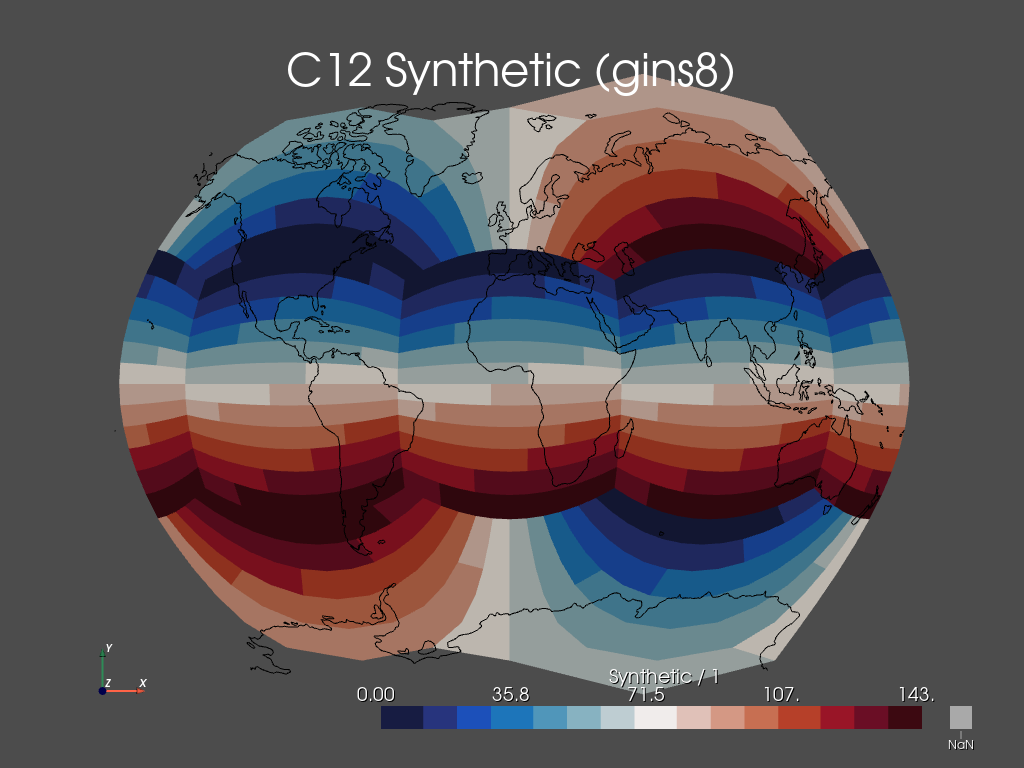 C12 Synthetic (gins8)
Synthetic / 1
0.00 35.8 71.5 107. 143.
NaN
Y
Z X